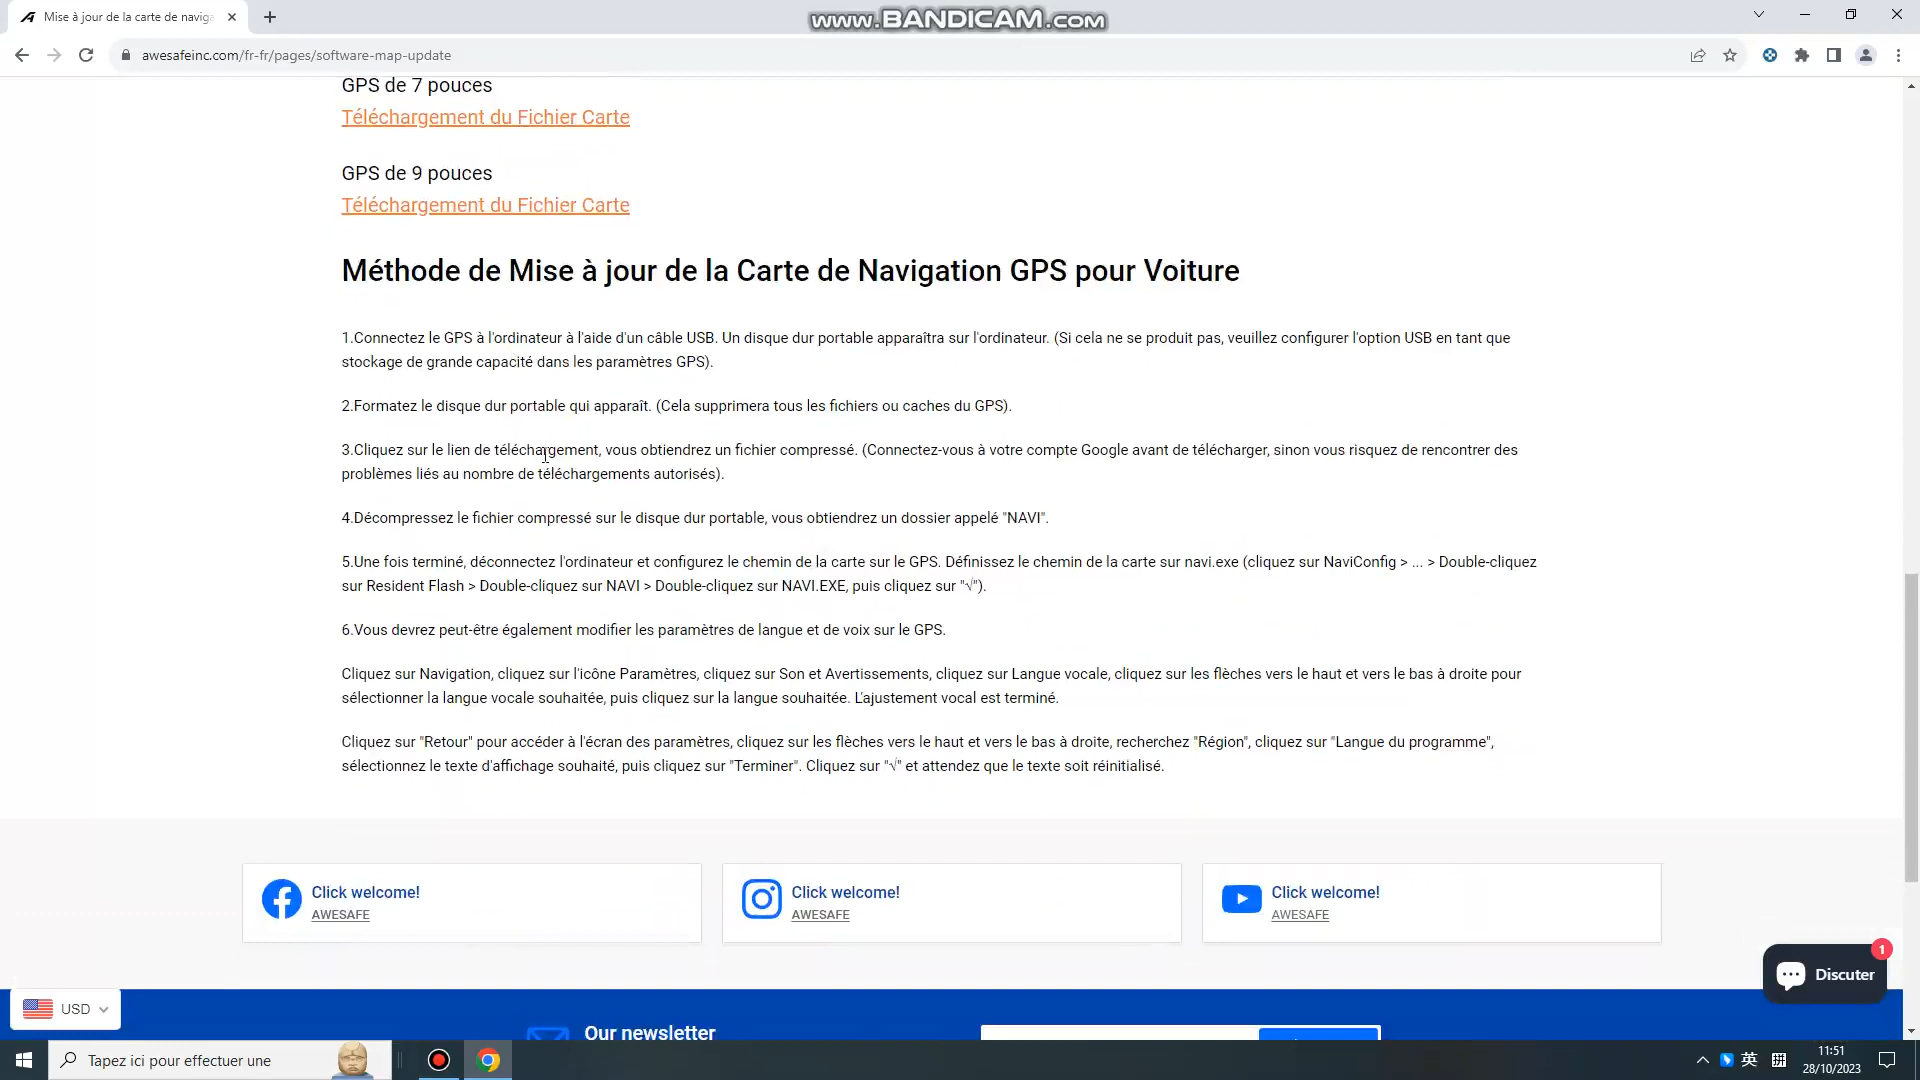 Mise à jour de la carte de naviga
www.BANDICAM.com
awesafeinc.com/fr-fr/pages/software-map-update
GPS de 7 pouces
Téléchargement du Fichier Carte
GPS de 9 pouces
Téléchargement du Fichier Carte
Méthode de Mise à jour de la Carte de Navigation GPS pour Voiture
1.Connectez le GPS à l'ordinateur à l'aide d'un câble USB. Un disque dur portable apparaîtra sur l'ordinateur. (Si cela ne se produit pas, veuillez configurer l'option USB en tant que
stockage de grande capacité dans les paramètres GPS).
2.Formatez le disque dur portable qui apparaît. (Cela supprimera tous les fichiers ou caches du GPS).
3.Cliquez sur le lien de téléchargement, vous obtiendrez un fichier compressé. (Connectez-vous à votre compte Google avant de télécharger, sinon vous risquez de rencontrer des
problèmes liés au nombre de téléchargements autorisés).
4.Décompressez le fichier compressé sur le disque dur portable, vous obtiendrez un dossier appelé "NAVI".
5.Une fois terminé, déconnectez l'ordinateur et configurez le chemin de la carte sur le GPS. Définissez le chemin de la carte sur navi.exe (cliquez sur NaviConfig > ... > Double-cliquez
sur Resident Flash > Double-cliquez sur NAVI > Double-cliquez sur NAVI.EXE, puis cliquez sur "√").
6.Vous devrez peut-être également modifier les paramètres de langue et de voix sur le GPS.
Cliquez sur Navigation, cliquez sur l'icône Paramètres, cliquez sur Son et Avertissements, cliquez sur Langue vocale, cliquez sur les flèches vers le haut et vers le bas à droite pour
sélectionner la langue vocale souhaitée, puis cliquez sur la langue souhaitée. L'ajustement vocal est terminé.
Cliquez sur "Retour" pour accéder à l'écran des paramètres, cliquez sur les flèches vers le haut et vers le bas à droite, recherchez "Région", cliquez sur "Langue du programme",
sélectionnez le texte d'affichage souhaité, puis cliquez sur "Terminer". Cliquez sur "√" et attendez que le texte soit réinitialisé.
Click welcome!
AWESAFE
Click welcome!
AWESAFE
Click welcome!
AWESAFE
1
Discuter
USD
Our newsletter
Tapez ici pour effectuer une
英
拼
11:51
28/10/2023